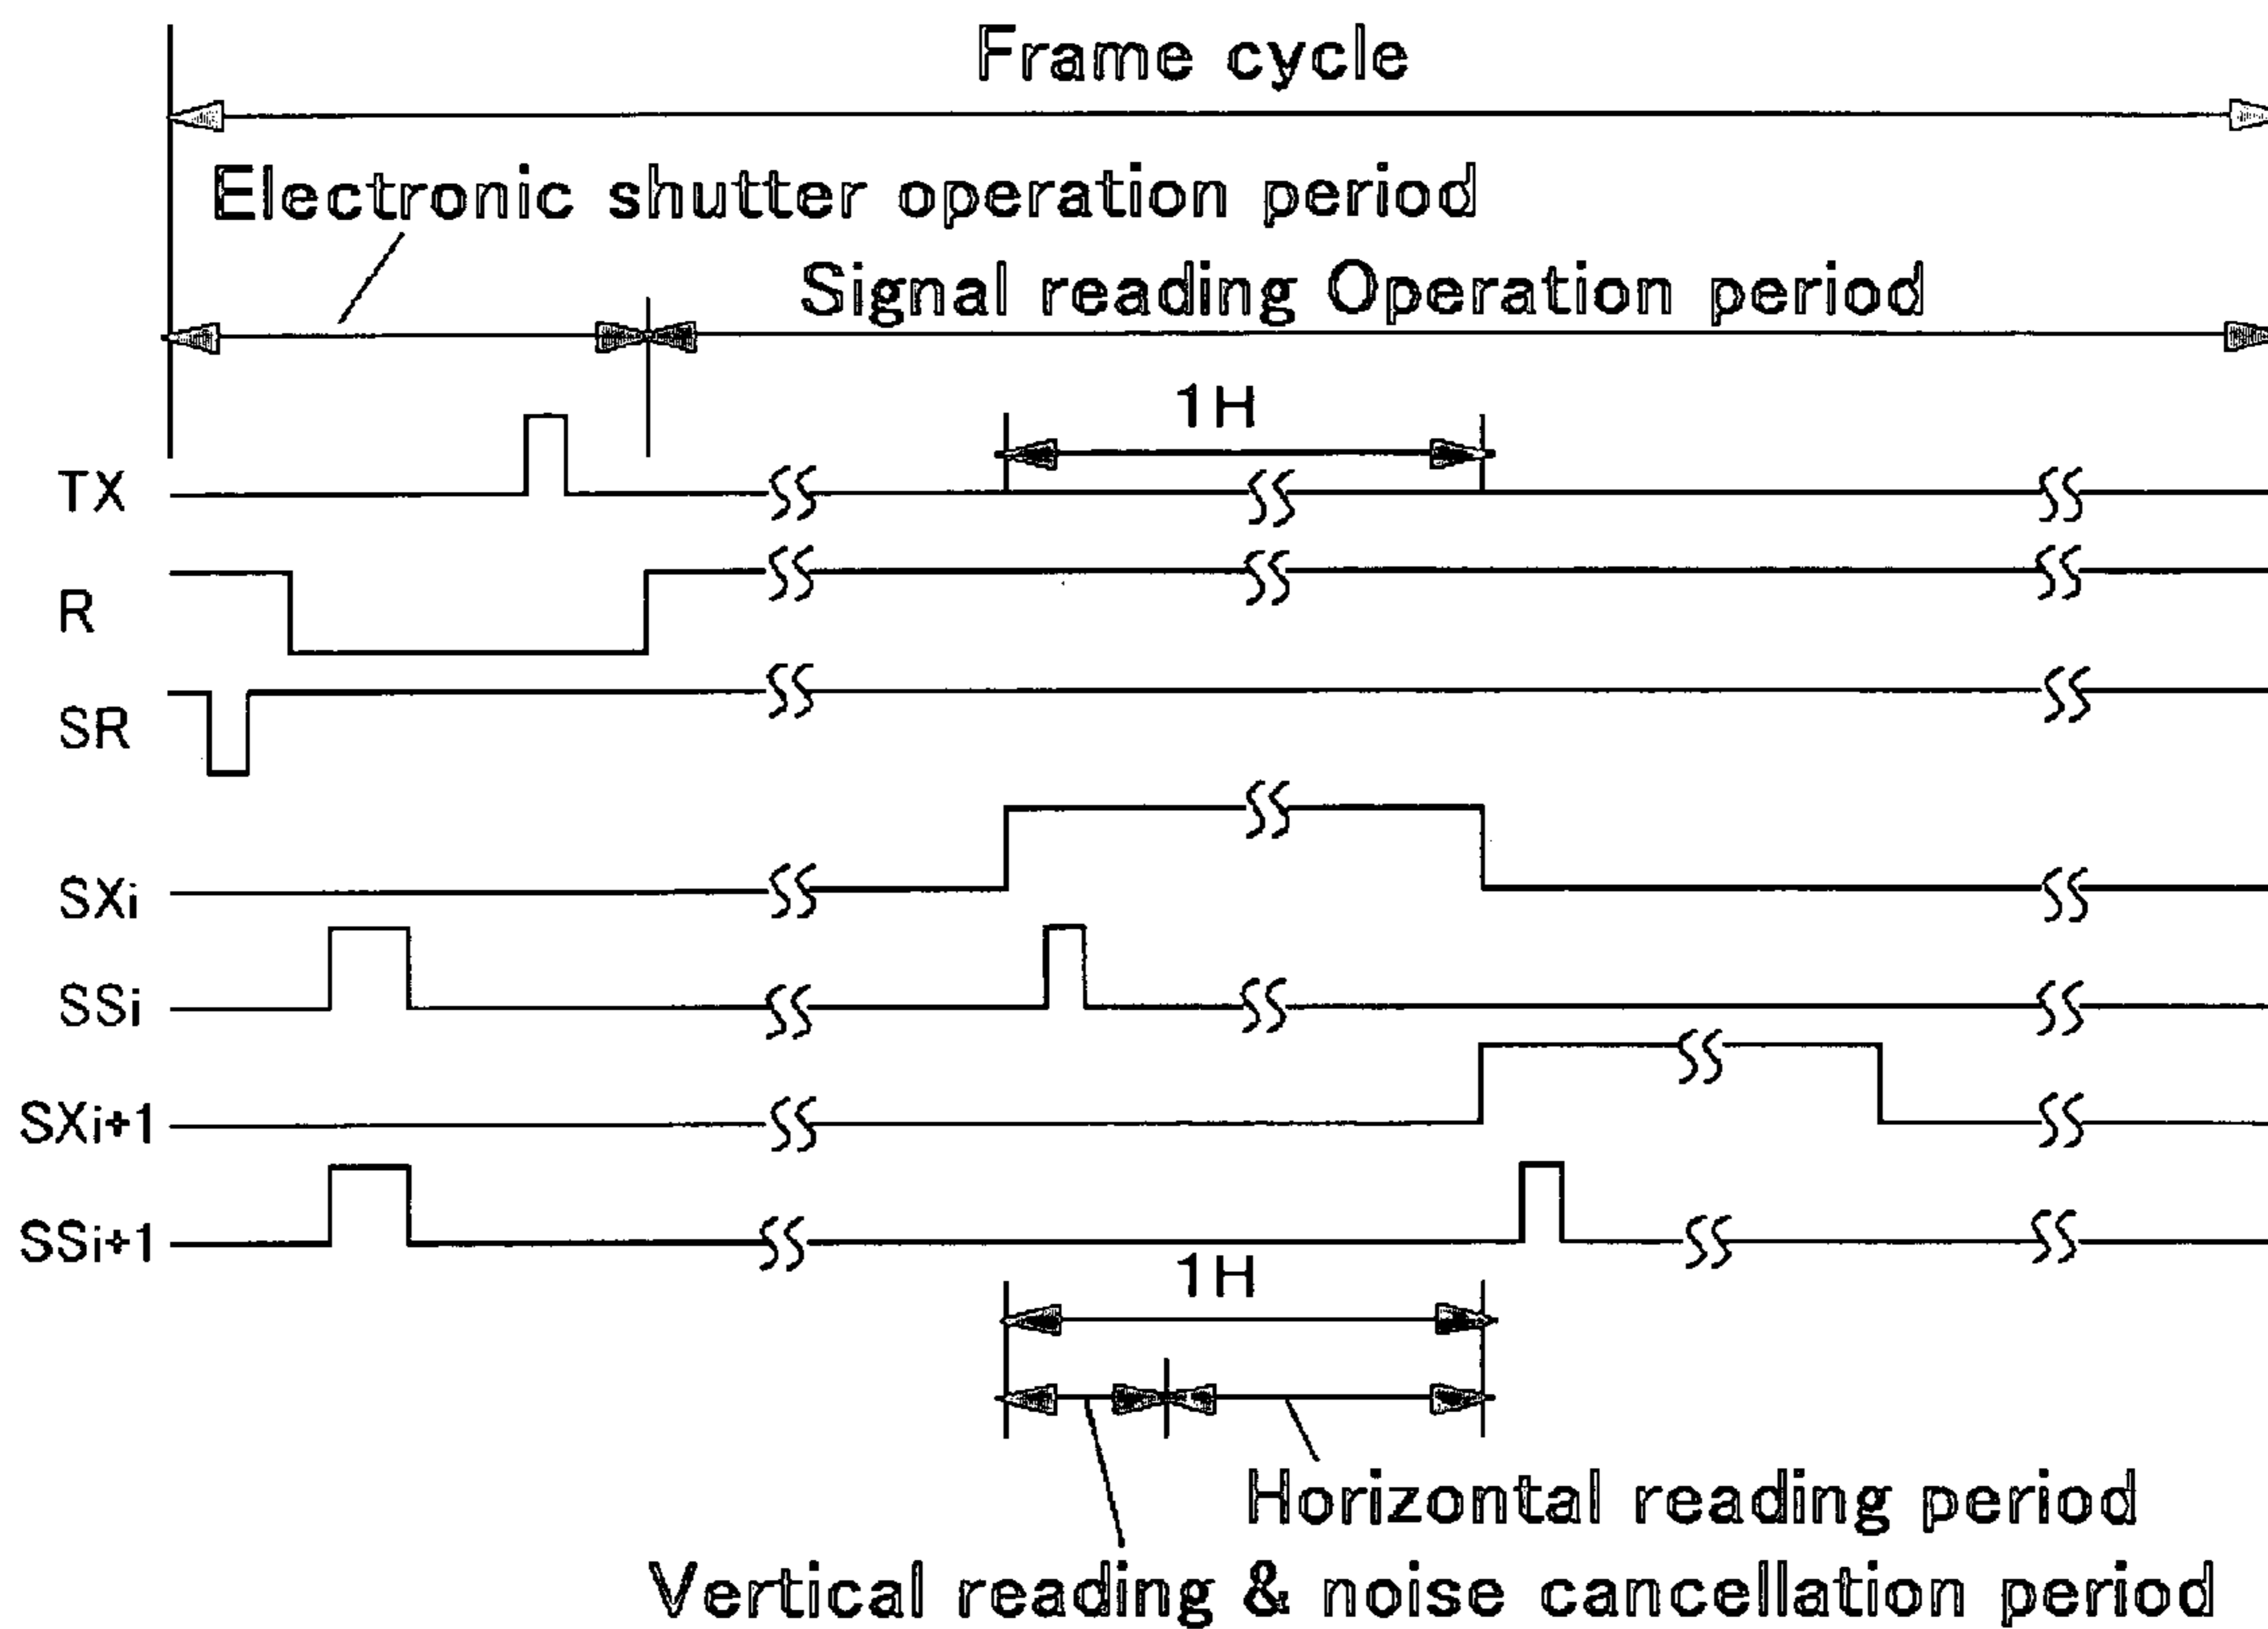 Frame cycle
Electronic shutter operation period
Signal reading Operation period
1H
TX
R
SR
SXi
SSi
SXi+1
SSi+1
1H
Horizontal reading period
Vertical reading & noise cancellation period